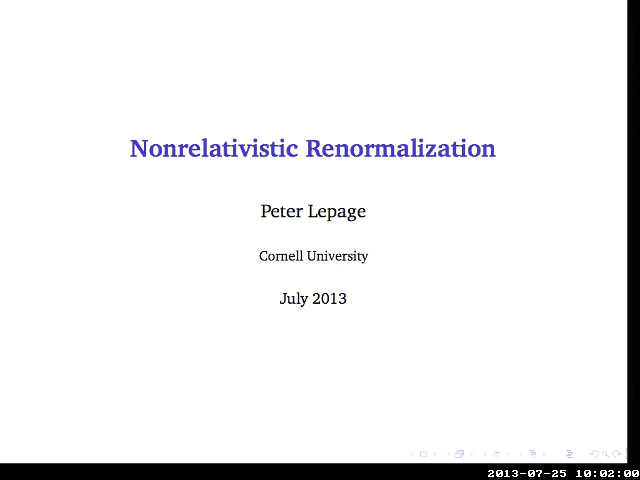 Nonrelativistic Renormalization
Peter Lepage
Cornell University
July 2013
2013-07-25 10:02:00